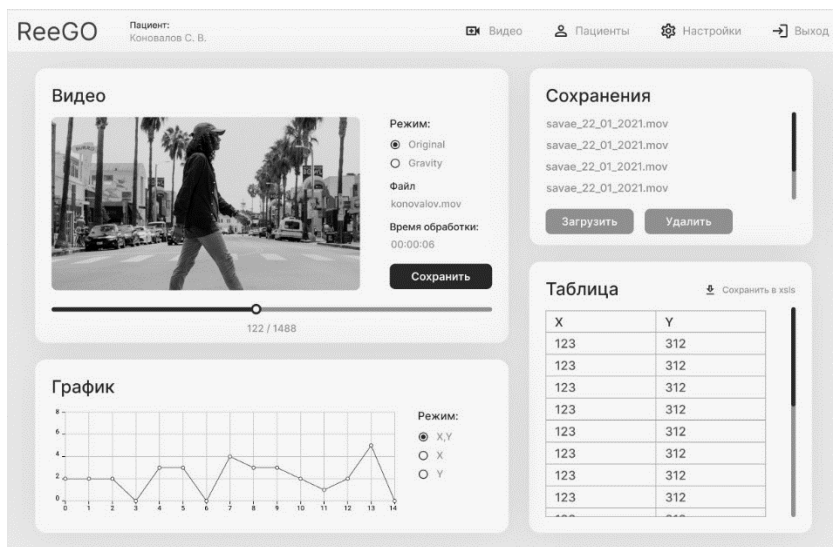 ReeGO
Пациент:
Коновалов С. В.
Видео
Пациенты
Настройки
Выход
Видео
Режим:
Original
Gravity
Файл
konovalov.mov
Время обработки:
00:00:06
Сохранить
122 / 1488
График
8
6
4
2
0
0 1 2 3 4 5 6 7 8 9 10 11 12 13 14
Режим:
X,Y
X
Y
Сохранения
savae_22_01_2021.mov
savae_22_01_2021.mov
savae_22_01_2021.mov
savae_22_01_2021.mov
Загрузить Удалить
Таблица
Сохранить в xsls
X Y
123 312
123 312
123 312
123 312
123 312
123 312
123 312
123 312